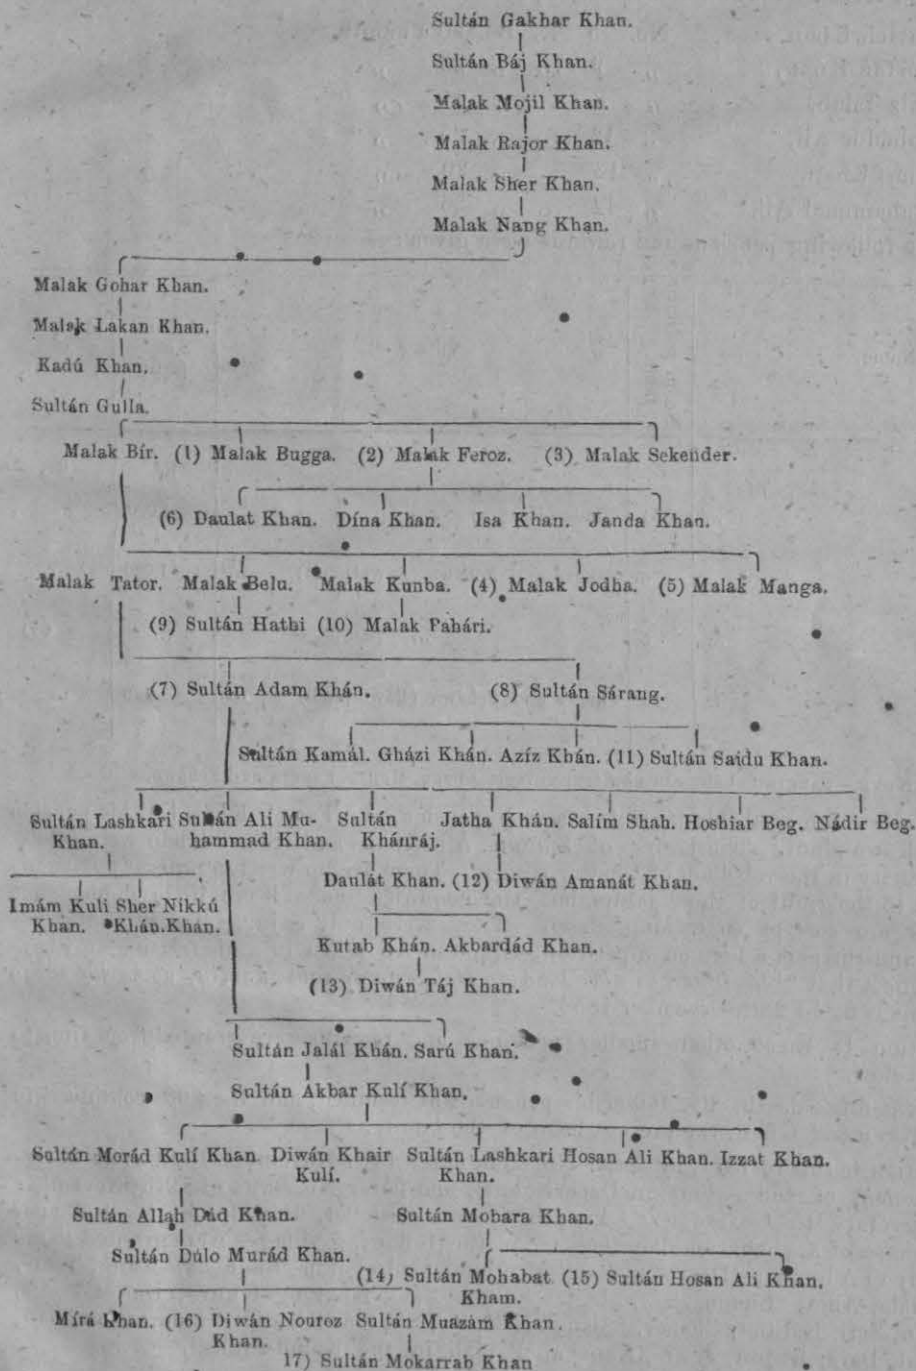 Sultán Gakhar Khan.
Sultán Báj Khan.
Malak Mojil Khan.
Malak Rajor Khan.
Malak Sher Khan.
Malak Nang Khan.
Malak Gohar Khan.
Malak Lakan Khan.
Kadú Khan.
Sultán Gulla.
Malak Bír. (1) Malak Bugga. (2) Malak Feroz. (3) Malak Sekender.
(6) Daulat Khan. Dína Khan. Isa Khan. Janda Khan.
Malak Tator. Malak Belu. Malak Kunba. (4) Malak Jodha. (5) Malak Manga.
(9) Sultán Hathi (10) Malak Pahári.
(7) Sultán Adam Khán. (8) Sultán Sárang.
Sultán Kamál. Gházi Khán. Azíz Khán. (11) Sultán Saidu Khan.
Sultán Lashkari Sultán Ali Mu- Sultán Jatha Khán. Salím Shah. Hoshiar Beg. Nádir Beg.
Khan. hammad Khan. Khánráj.
Daulát Khan. (12) Diwán Amanát Khan.
Imám Kuli Sher Nikkú
Khan. Khán. Khan.
Kutab Khán. Akbardád Khan.
(13) Diwán Táj Khan.
Sultán Jalál Khán. Sarú Khan.
Sultán Akbar Kulí Khan.
Sultán Morád Kulí Khan. Diwán Khair Sultán Lashkari Hosan Ali Khan. Izzat Khan.
Kulí. Khan.
Sultán Allah Dád Khan. Sultán Mobara Khan.
Sultán Dulo Murád Khan.
(14) Sultán Mohabat (15) Sultán Hosan Ali Khan.
Kham.
Mírá Khan. (16) Diwán Nouroz Sultán Muazam Khan.
Khan.
17) Sultán Mokarrab Khan